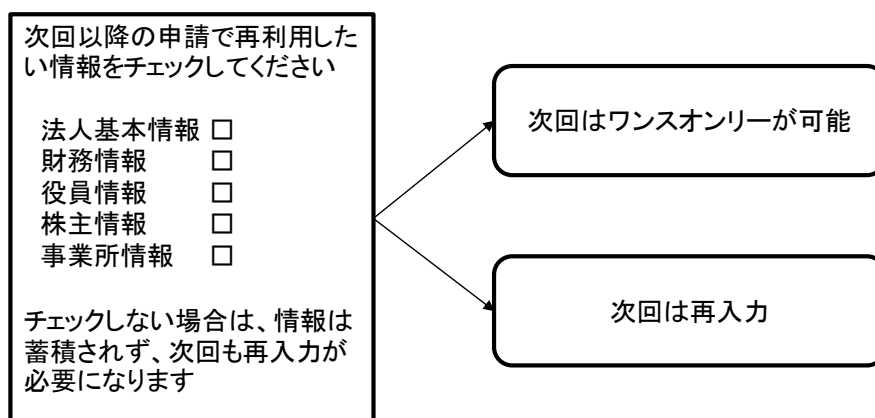 次回以降の申請で再利用した
い情報をチェックしてください
法人基本情報 □
財務情報 □
役員情報 □
株主情報 □
事業所情報 □
チェックしない場合は、情報は
蓄積されず、次回も再入力が
必要になります
次回はワンスオンリーが可能
次回は再入力